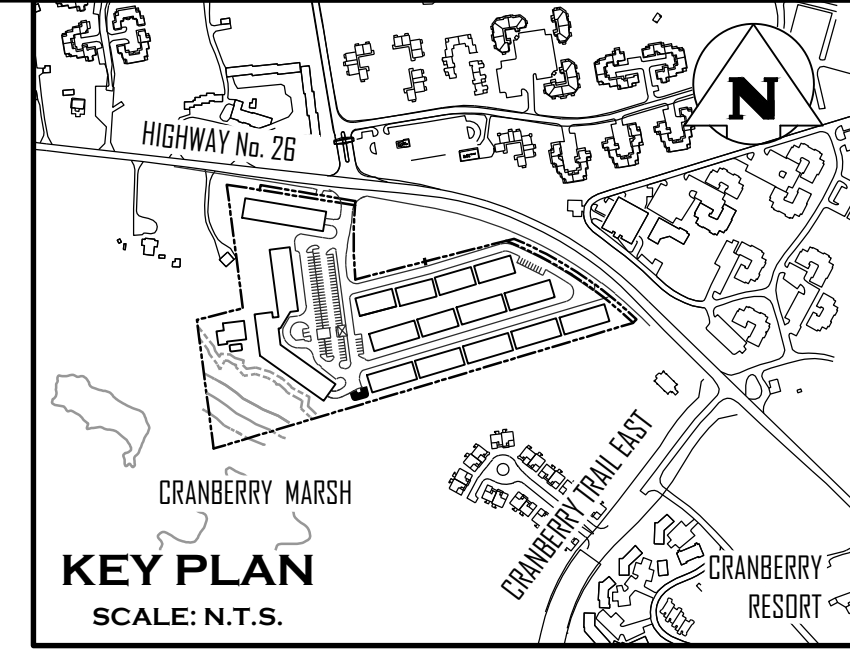 N
HIGHWAY No. 26
CRANBERRY MARSH
CRANBERRY TRAIL EAST
CRANBERRY
RESORT
KEY PLAN
SCALE: N.T.S.